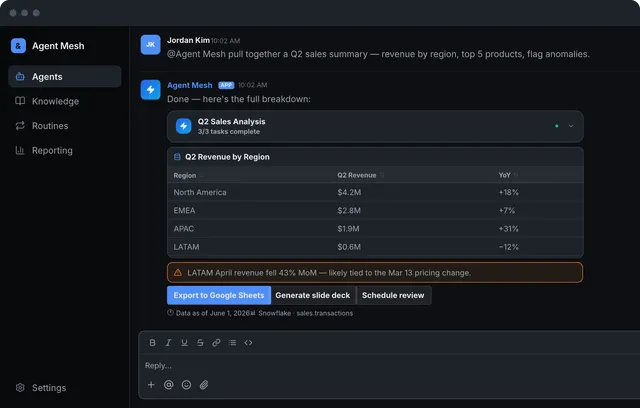 & Agent Mesh
Agents
Knowledge
Routines
Reporting
Settings
JK
Jordan Kim 10:02 AM
@Agent Mesh pull together a Q2 sales summary — revenue by region, top 5 products, flag anomalies.
Agent Mesh APP 10:02 AM
Done — here's the full breakdown:
Q2 Sales Analysis
3/3 tasks complete
Q2 Revenue by Region
Region Q2 Revenue YoY
North America $4.2M +18%
EMEA $2.8M +7%
APAC $1.9M +31%
LATAM $0.6M −12%
LATAM April revenue fell 43% MoM — likely tied to the Mar 13 pricing change.
Export to Google Sheets Generate slide deck Schedule review
Data as of June 1, 2026 Snowflake · sales.transactions
B I U S
Reply...